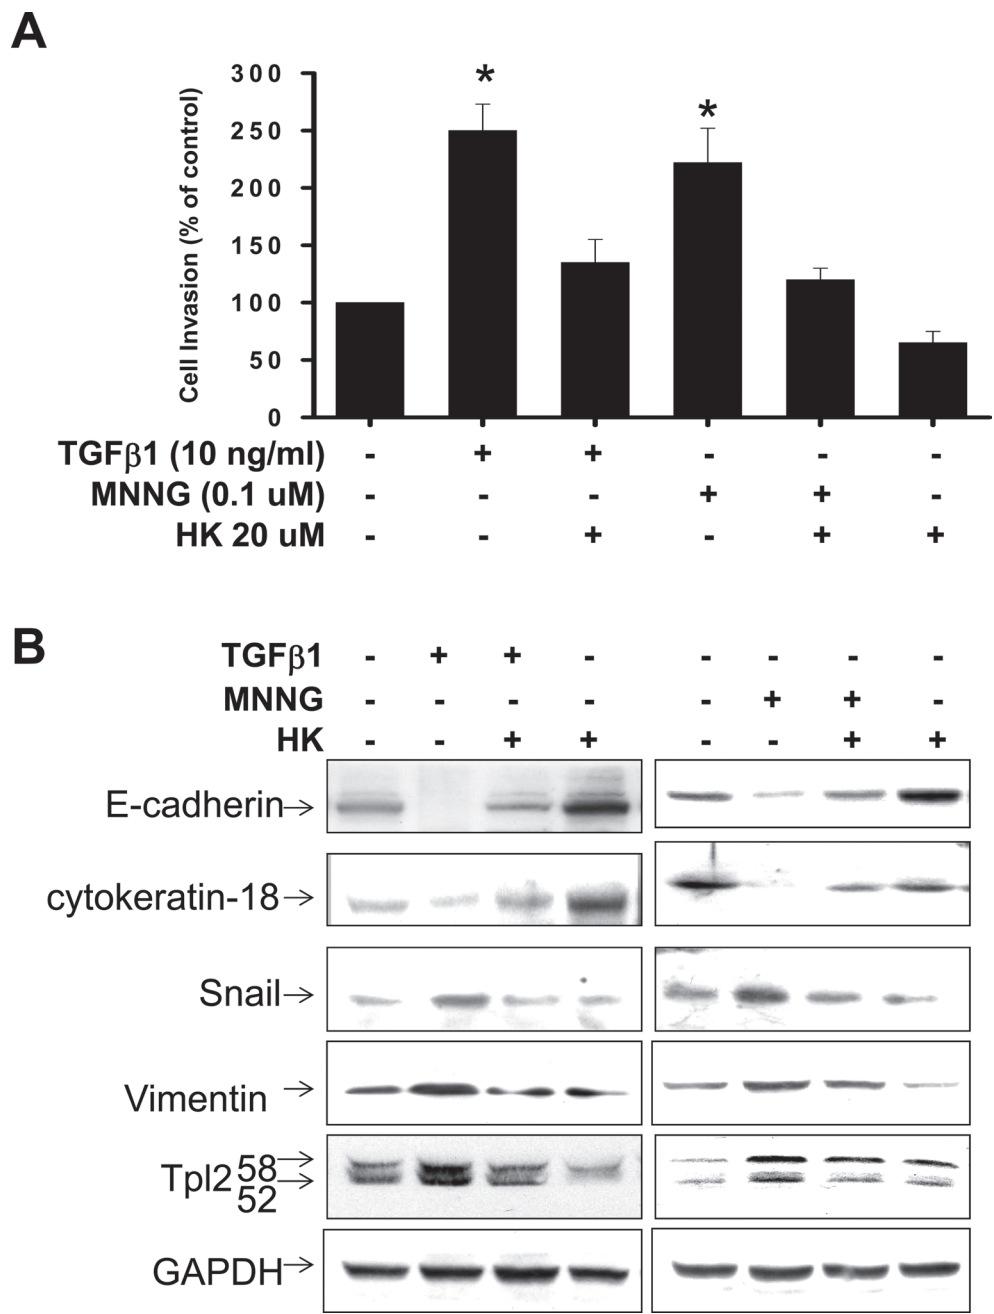 A
300
250
200
150
100
50
0
Cell Invasion (% of control)
* *
TGFβ1 (10 ng/ml) - + + - - -
MNNG (0.1 uM) - - - + + -
HK 20 uM - - + - + +
B
TGFβ1 - + + - - - - -
MNNG - - - - - + + -
HK - - + + - - + +
E-cadherin→
cytokeratin-18→
Snail→
Vimentin →
Tpl2 58→
52→
GAPDH→